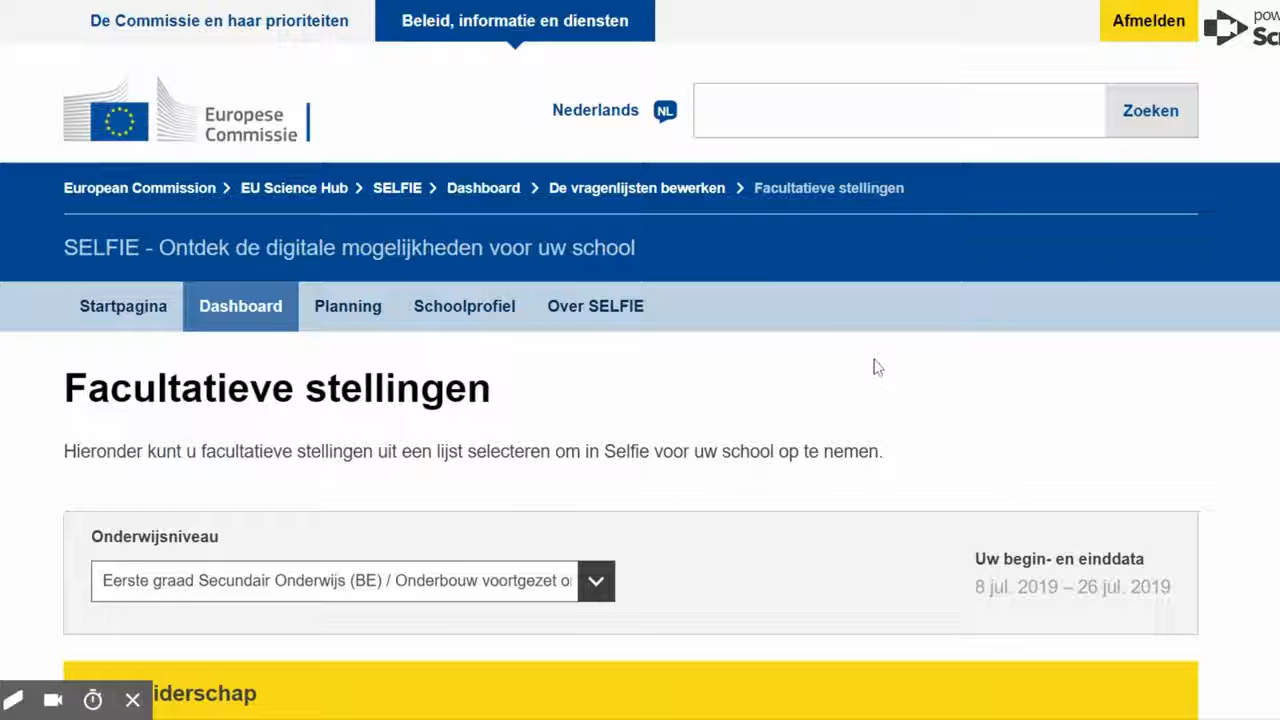 De Commissie en haar prioriteiten
Beleid, informatie en diensten
Afmelden
Europese
Commissie
Nederlands NL
Zoeken
European Commission > EU Science Hub > SELFIE > Dashboard > De vragenlijsten bewerken > Facultatieve stellingen
SELFIE - Ontdek de digitale mogelijkheden voor uw school
Startpagina Dashboard Planning Schoolprofiel Over SELFIE
Facultatieve stellingen
Hieronder kunt u facultatieve stellingen uit een lijst selecteren om in Selfie voor uw school op te nemen.
Onderwijsniveau
Eerste graad Secundair Onderwijs (BE) / Onderbouw voortgezet
Uw begin- en einddata
8 jul. 2019 – 26 jul. 2019